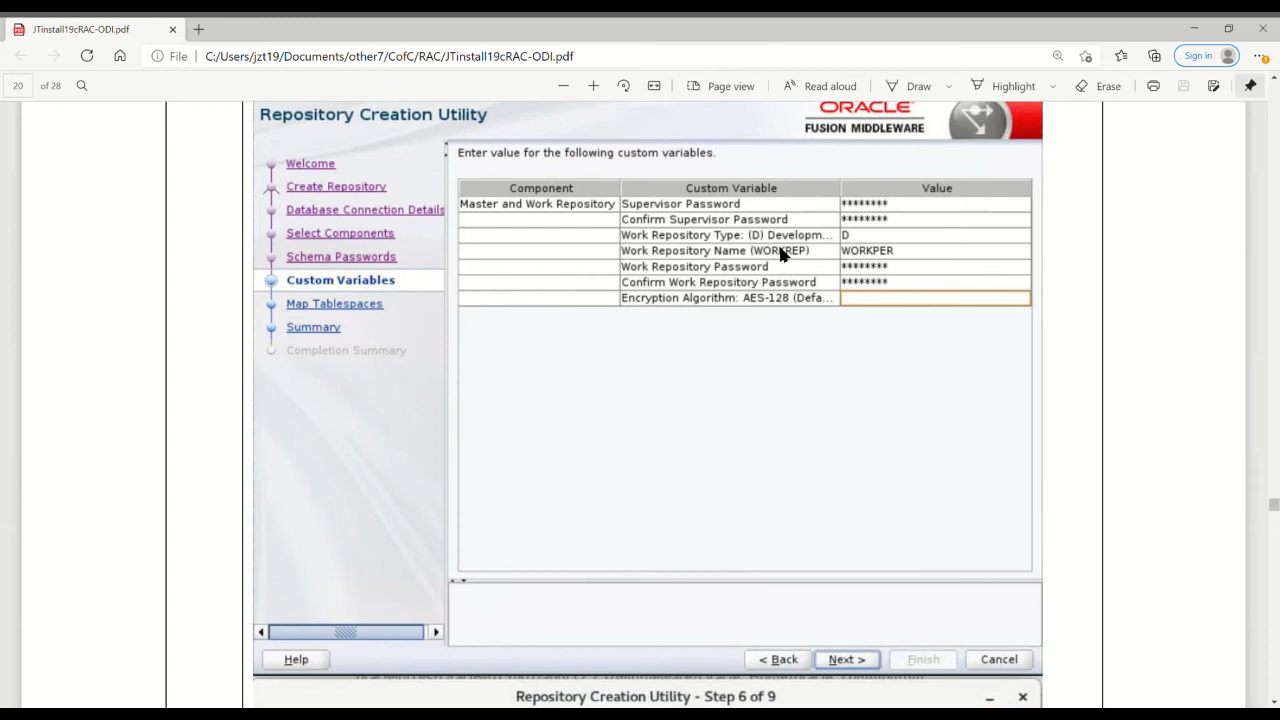 JTinstall19cRAC-ODI.pdf
File
C:/Users/jzt19/Documents/other7/CofC/RAC/JTinstall19cRAC-ODI.pdf
Sign in
20 of 28
Page view
Read aloud
Draw
Highlight
Erase
Repository Creation Utility
ORACLE
FUSION MIDDLEWARE
Welcome
Create Repository
Database Connection Details
Select Components
Schema Passwords
Custom Variables
Map Tablespaces
Summary
Completion Summary
Enter value for the following custom variables.
Component Custom Variable Value
Master and Work Repository Supervisor Password ********
Confirm Supervisor Password ********
Work Repository Type: (D) Developm... D
Work Repository Name (WORKREP) WORKPER
Work Repository Password ********
Confirm Work Repository Password ********
Encryption Algorithm: AES-128 (Defa...
Help
< Back
Next >
Finish
Cancel
Repository Creation Utility - Step 6 of 9